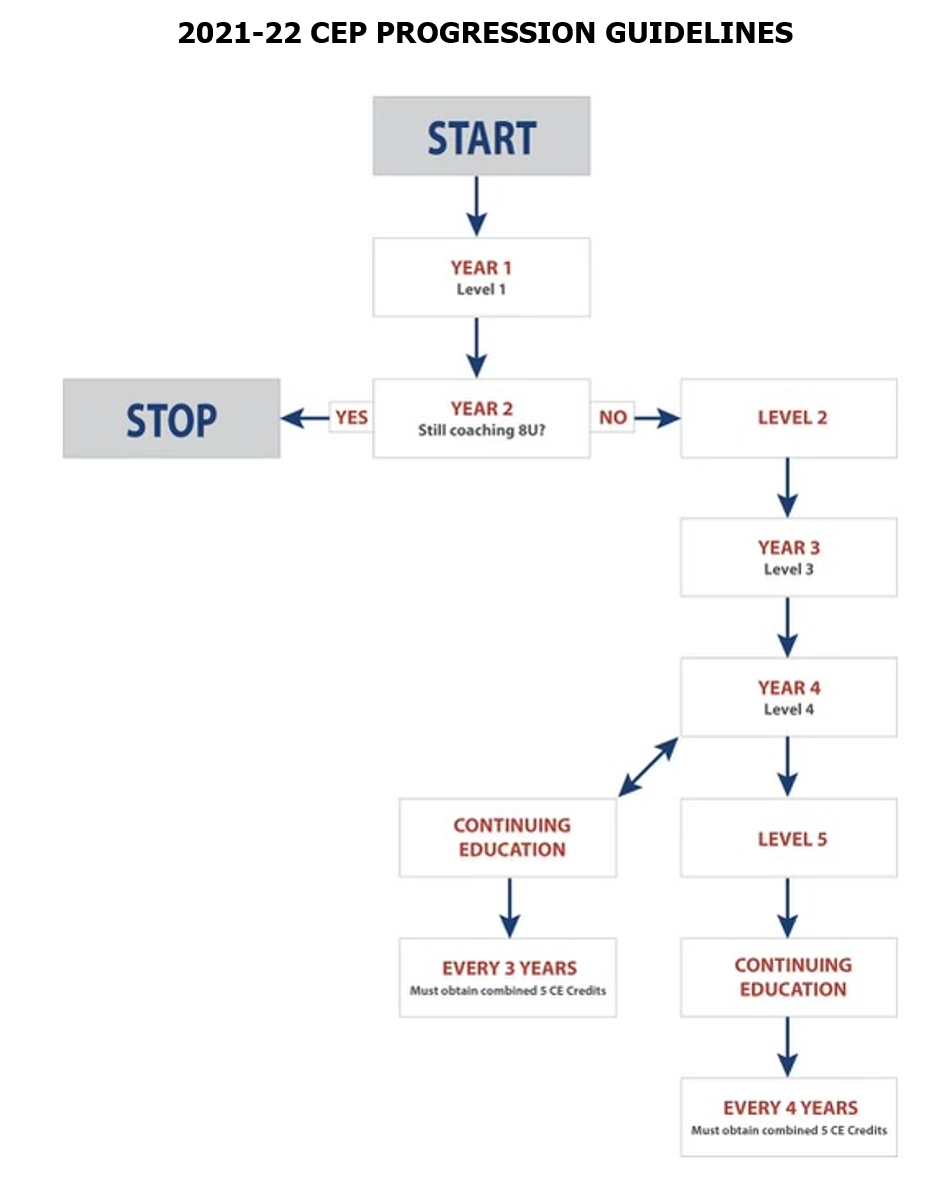 2021-22 CEP PROGRESSION GUIDELINES
START
YEAR 1
Level 1
STOP
YES
YEAR 2
Still coaching 8U?
NO
LEVEL 2
YEAR 3
Level 3
YEAR 4
Level 4
CONTINUING
EDUCATION
LEVEL 5
EVERY 3 YEARS
Must obtain combined 5 CE Credits
CONTINUING
EDUCATION
EVERY 4 YEARS
Must obtain combined 5 CE Credits